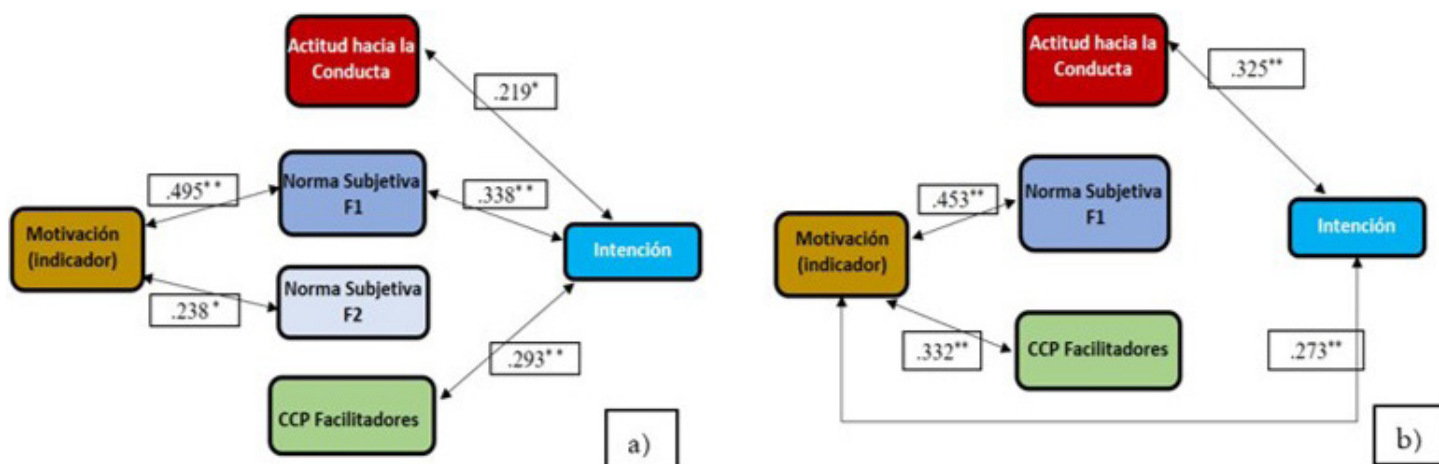 Actitud hacia la
Conducta
.219*
.495**
Norma Subjetiva
F1
.338**
Motivación
(indicador)
Intención
Norma Subjetiva
F2
.238*
.293**
CCP Facilitadores
a)
Actitud hacia la
Conducta
.325**
Norma Subjetiva
F1
.453**
Motivación
(indicador)
Intención
CCP Facilitadores
.332**
.273**
b)